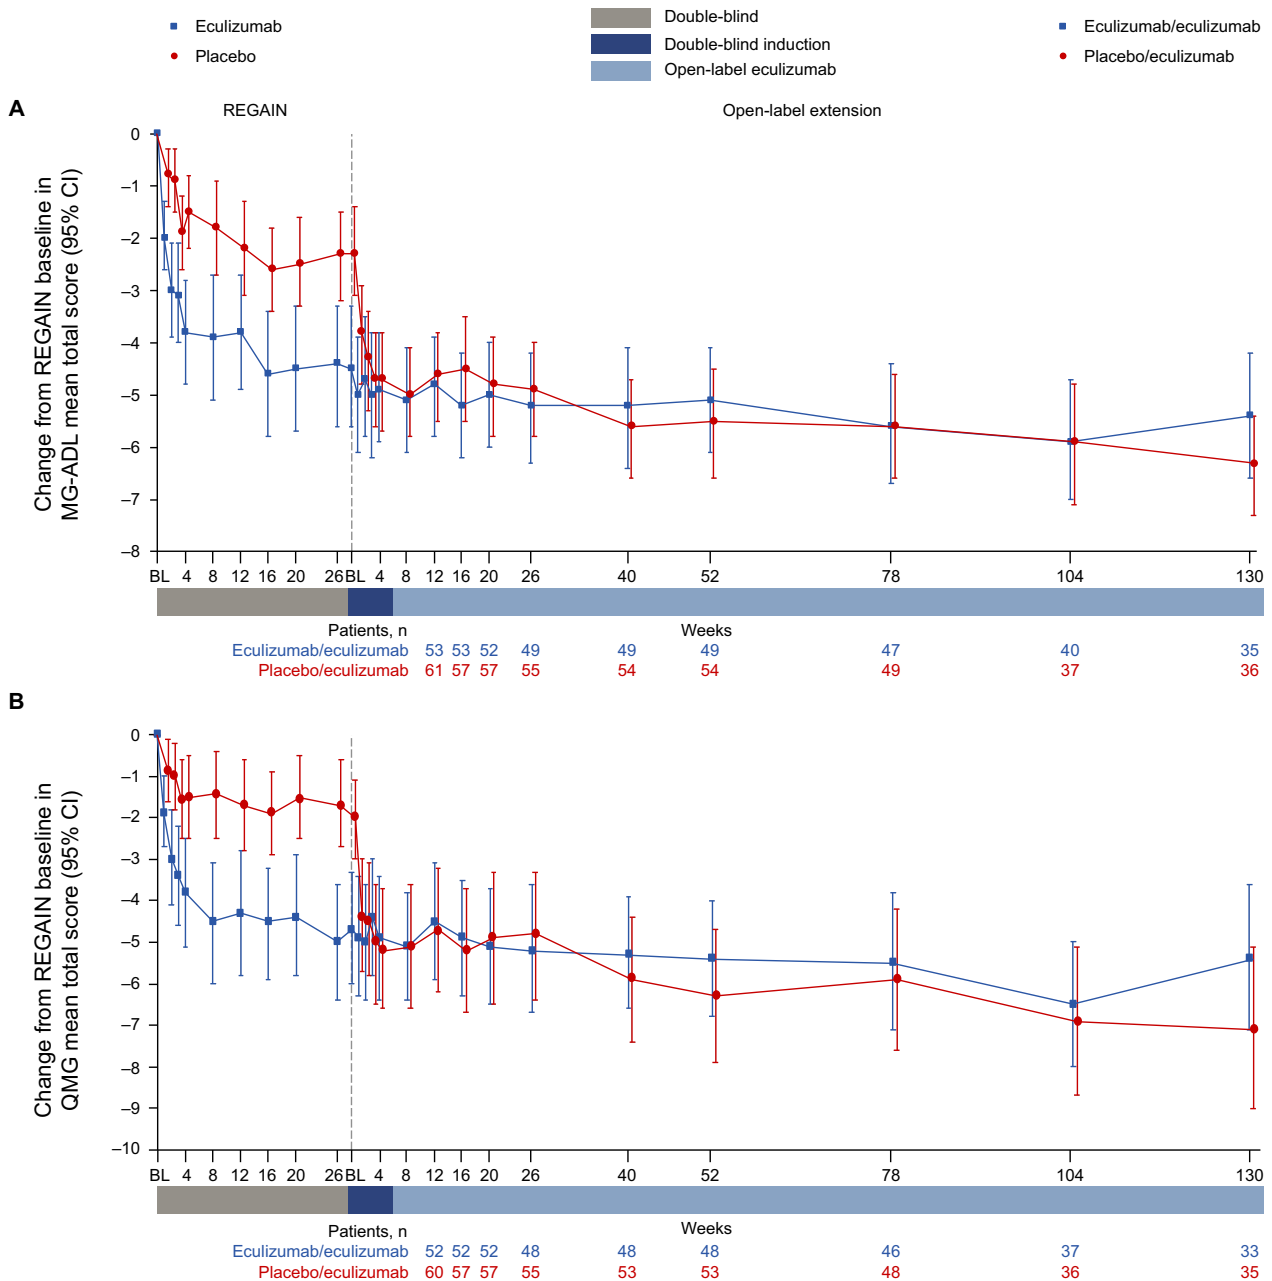 Eculizumab
Placebo
Double-blind
Double-blind induction
Open-label eculizumab
Eculizumab/eculizumab
Placebo/eculizumab
A
REGAIN
Open-label extension
Change from REGAIN baseline in
MG-ADL mean total score (95% CI)
0
–1
–2
–3
–4
–5
–6
–7
–8
BL 4 8 12 16 20 26 BL 4 8 12 16 20 26 40 52 78 104 130
Patients, n
Weeks
Eculizumab/eculizumab 53 53 52 49 49 49 47 40 35
Placebo/eculizumab 61 57 57 55 54 54 49 37 36
B
Change from REGAIN baseline in
QMG mean total score (95% CI)
0
–1
–2
–3
–4
–5
–6
–7
–8
–9
–10
BL 4 8 12 16 20 26 BL 4 8 12 16 20 26 40 52 78 104 130
Patients, n
Weeks
Eculizumab/eculizumab 52 52 52 48 48 48 46 37 33
Placebo/eculizumab 60 57 57 55 53 53 48 36 35